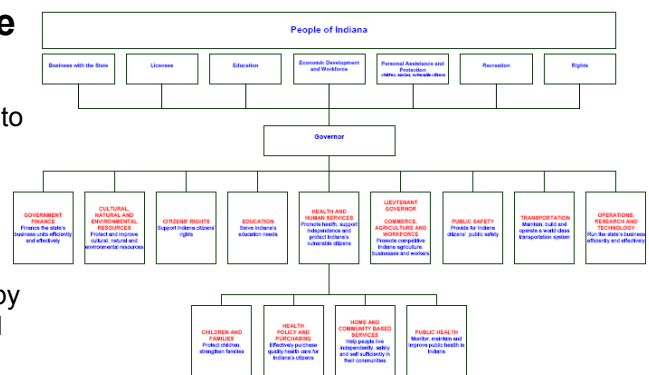 e
People of Indiana
Business with the State
Licenses
Education
Economic Development
and Workforce
Personal Assistance and
Protection
children, seniors, vulnerable citizens
Recreation
Rights
to
Governor
GOVERNMENT
FINANCE
Finance the state's
business units efficiently
and effectively
CULTURAL,
NATURAL AND
ENVIRONMENTAL
RESOURCES
Protect and improve
cultural, natural and
environmental resources
CITIZENS' RIGHTS
Support Indiana citizens'
rights
EDUCATION
Serve Indiana's
education needs
HEALTH AND
HUMAN SERVICES
Promote health, support
independence and
protect Indiana's
vulnerable citizens
LIEUTENANT
GOVERNOR
COMMERCE,
AGRICULTURE AND
WORKFORCE
Promote competitive
Indiana agriculture,
businesses and workers
PUBLIC SAFETY
Provide for Indiana
citizens' public safety
TRANSPORTATION
Maintain, build and
operate a world class
transportation system
OPERATIONS,
RESEARCH AND
TECHNOLOGY
Run the state's business
efficiently and effectively
by
CHILDREN AND
FAMILIES
Protect children,
strengthen families
HEALTH
POLICY AND
PURCHASING
Effectively purchase
quality health care for
Indiana's citizens
HOME AND
COMMUNITY BASED
SERVICES
Help people live
independently, safely
and self sufficiently in
their communities
PUBLIC HEALTH
Monitor, maintain and
improve public health in
Indiana